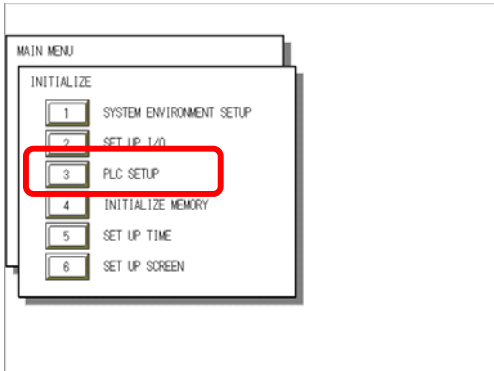 MAIN MENU
INITIALIZE
1 SYSTEM ENVIRONMENT SETUP
2 SET UP I/O
3 PLC SETUP
4 INITIALIZE MEMORY
5 SET UP TIME
6 SET UP SCREEN